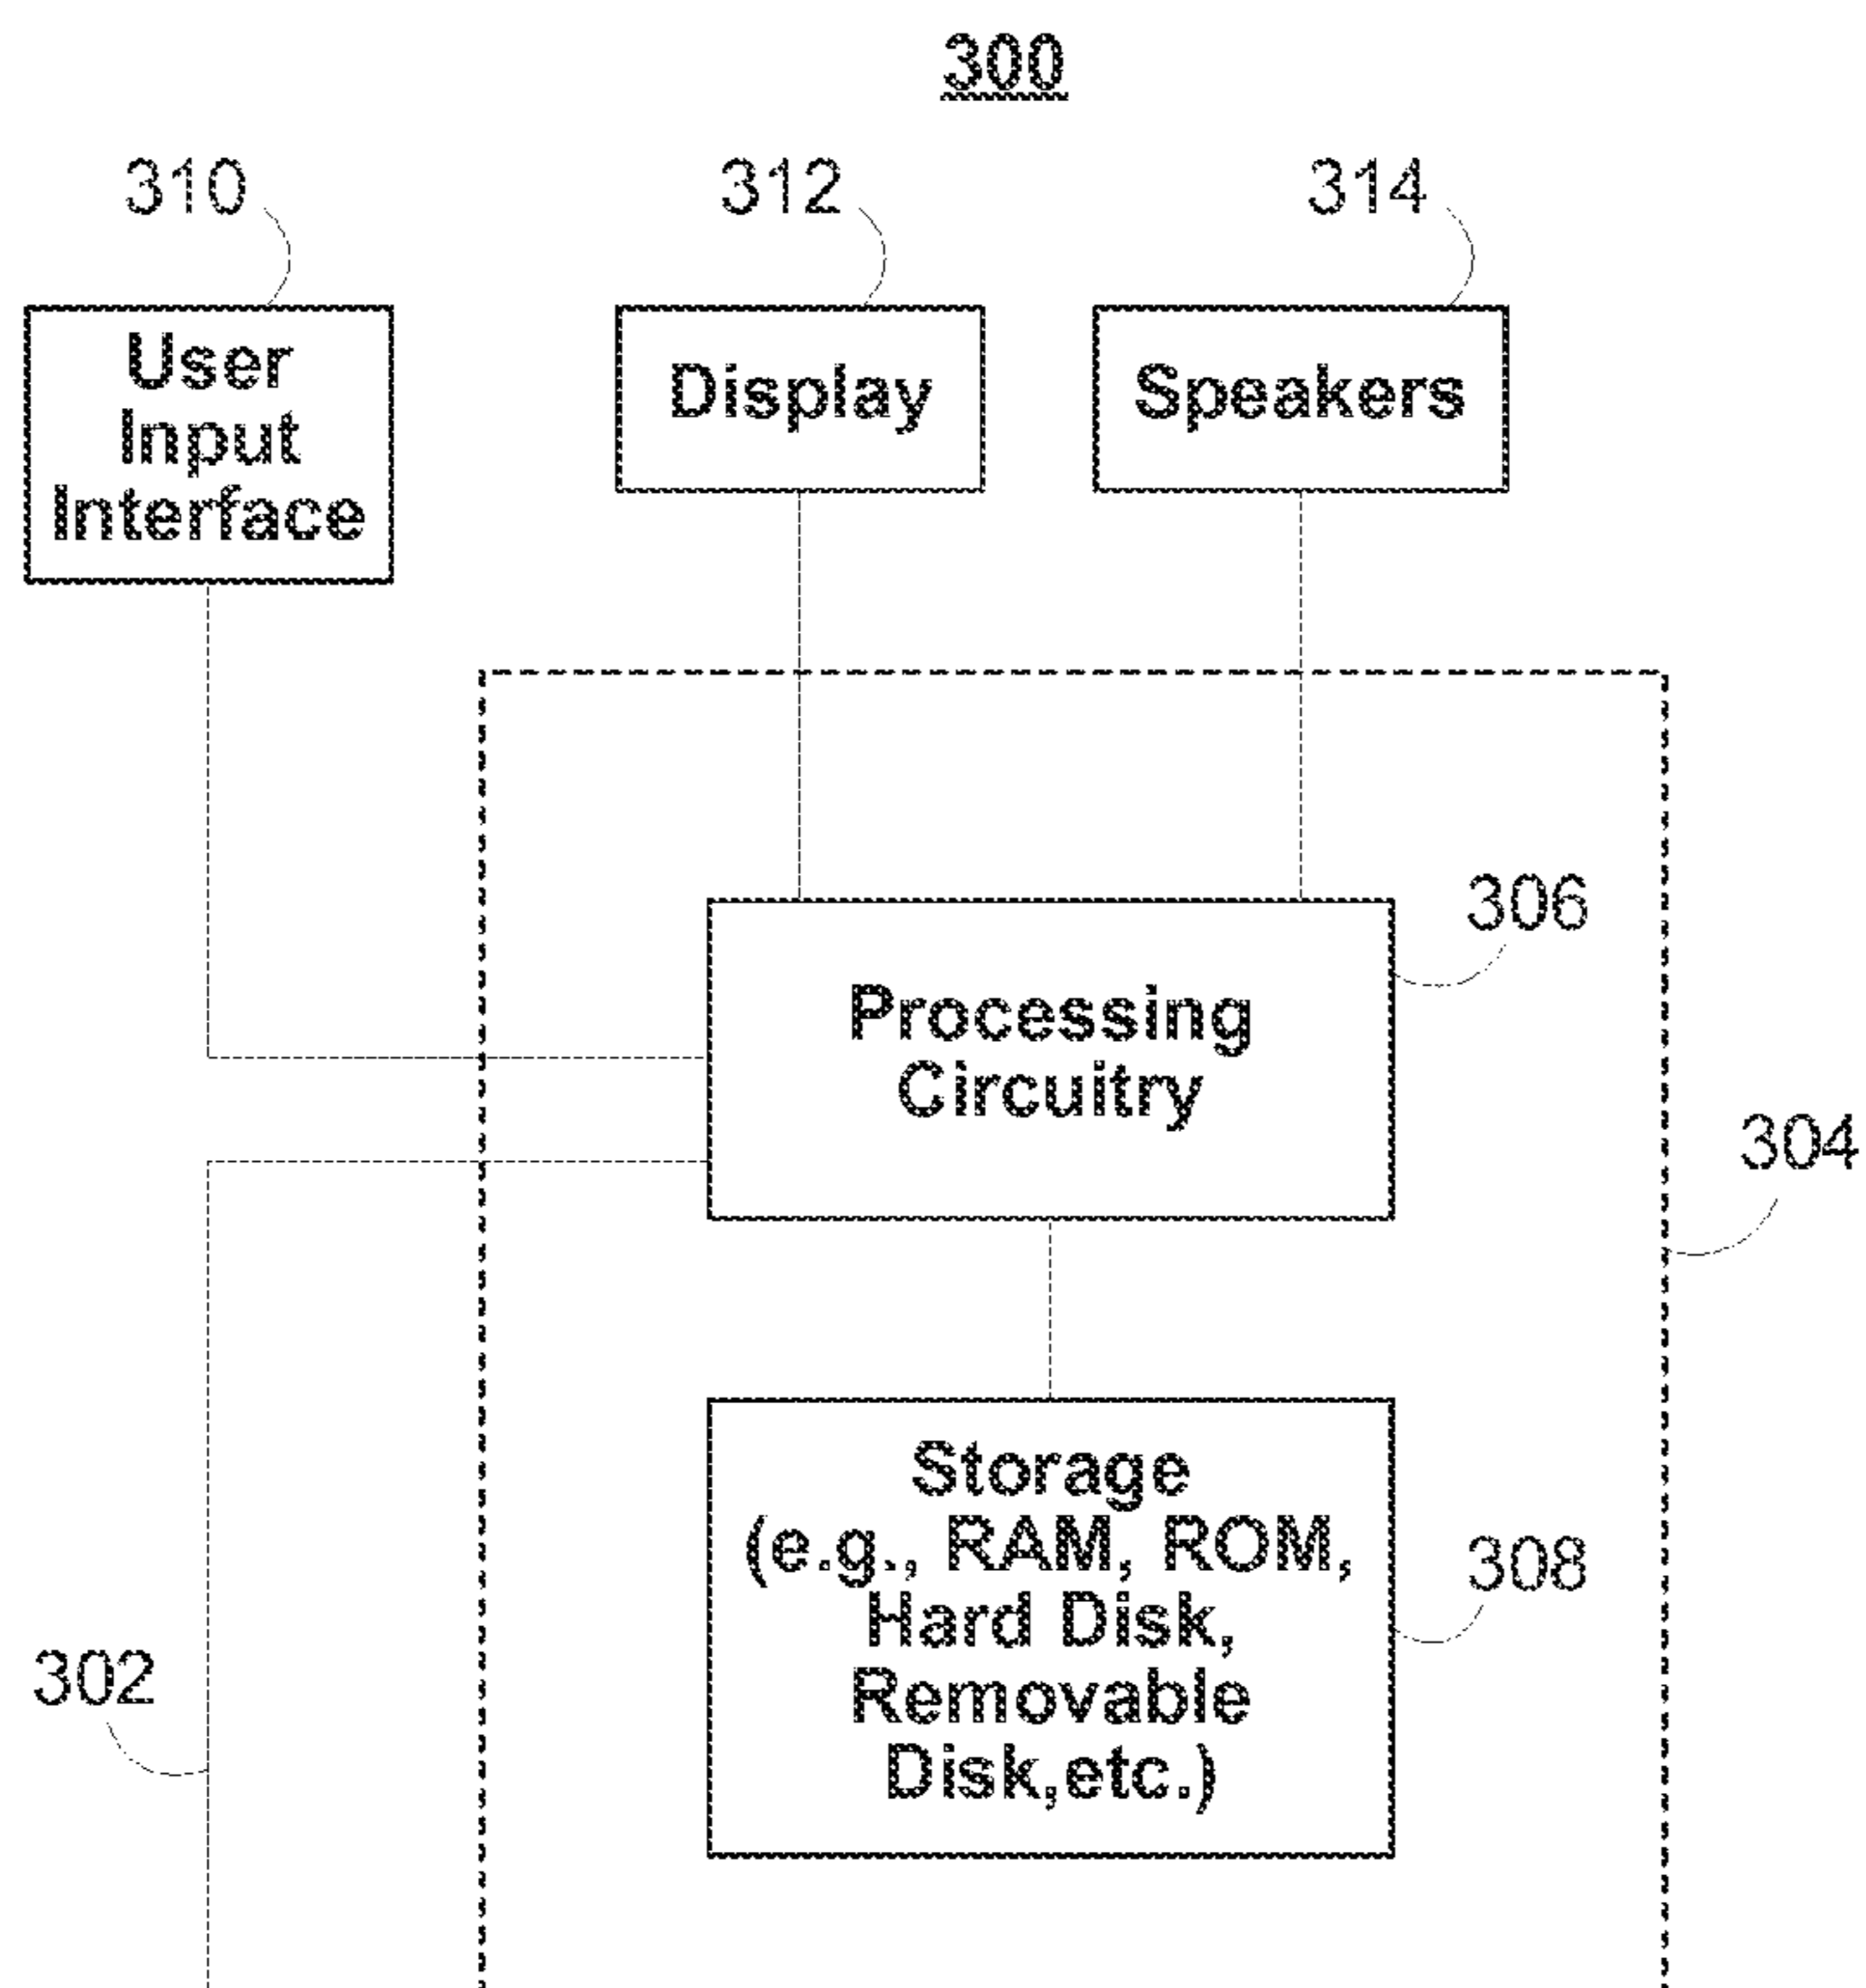 300
310
312
314
User
Input
Interface
Display
Speakers
306
Processing
Circuitry
304
Storage
(e.g., RAM, ROM,
Hard Disk,
Removable
Disk,etc.)
308
302